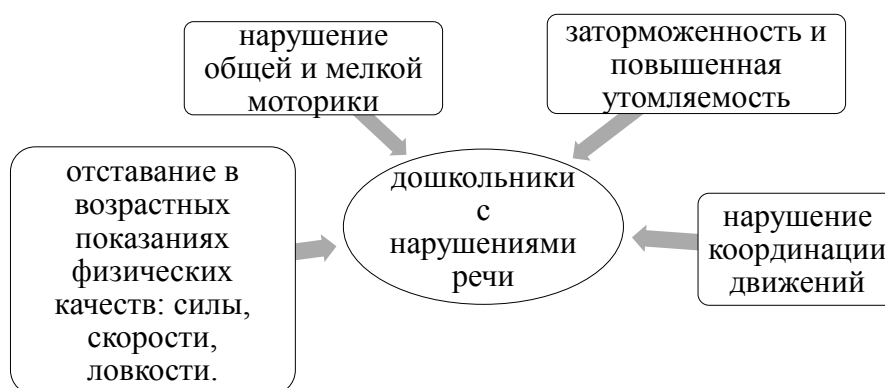 нарушение
общей и мелкой
моторики
заторможенность и
повышенная
утомляемость
отставание в
возрастных
показаниях
физических
качеств: силы,
скорости,
ловкости.
дошкольники
с
нарушениями
речи
нарушение
координации
движений